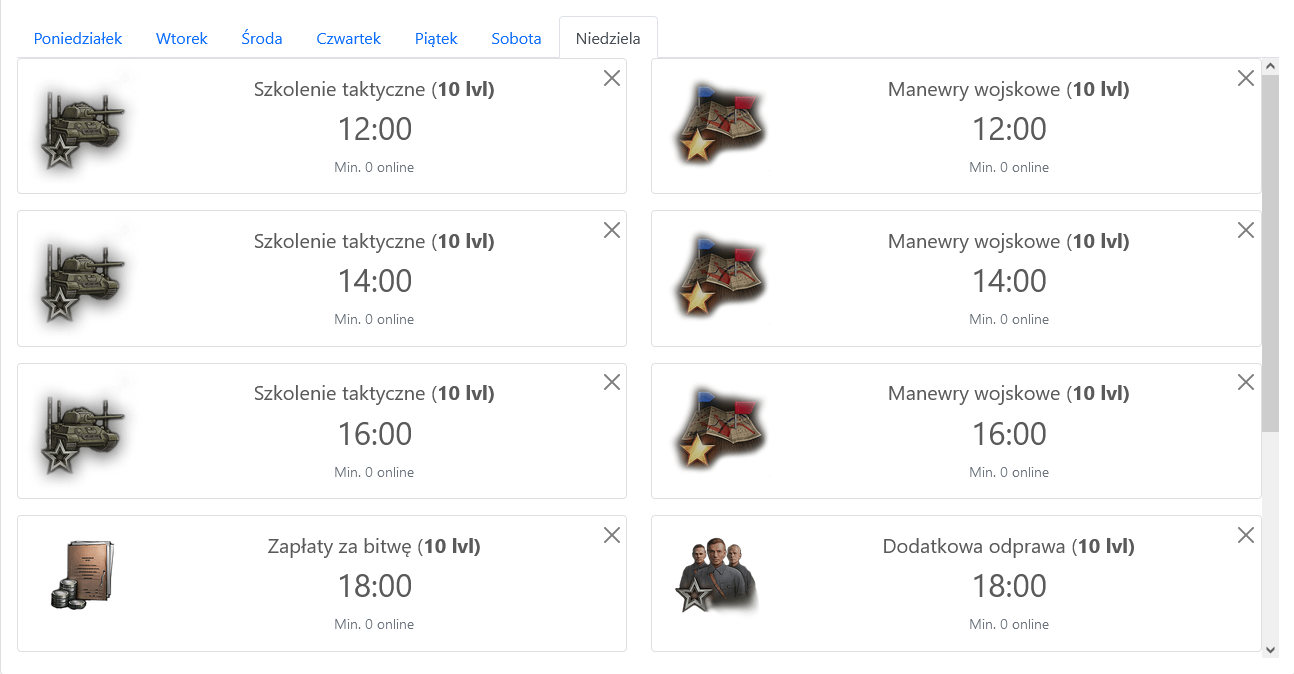 Poniedziałek Wtorek Środa Czwartek Piątek Sobota Niedziela
Szkolenie taktyczne (10 lvl)
12:00
Min. 0 online
Manewry wojskowe (10 lvl)
12:00
Min. 0 online
Szkolenie taktyczne (10 lvl)
14:00
Min. 0 online
Manewry wojskowe (10 lvl)
14:00
Min. 0 online
Szkolenie taktyczne (10 lvl)
16:00
Min. 0 online
Manewry wojskowe (10 lvl)
16:00
Min. 0 online
Zapłaty za bitwę (10 lvl)
18:00
Min. 0 online
Dodatkowa odprawa (10 lvl)
18:00
Min. 0 online